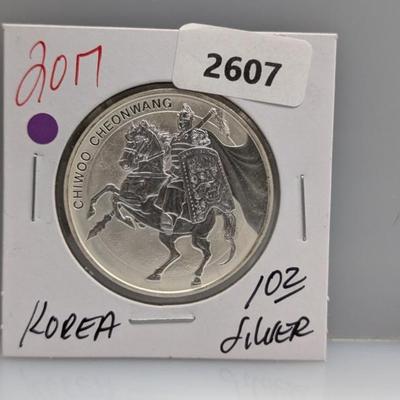 2017
2607
CHIWOO CHEONWANG
KOREA
1oz
SILVER